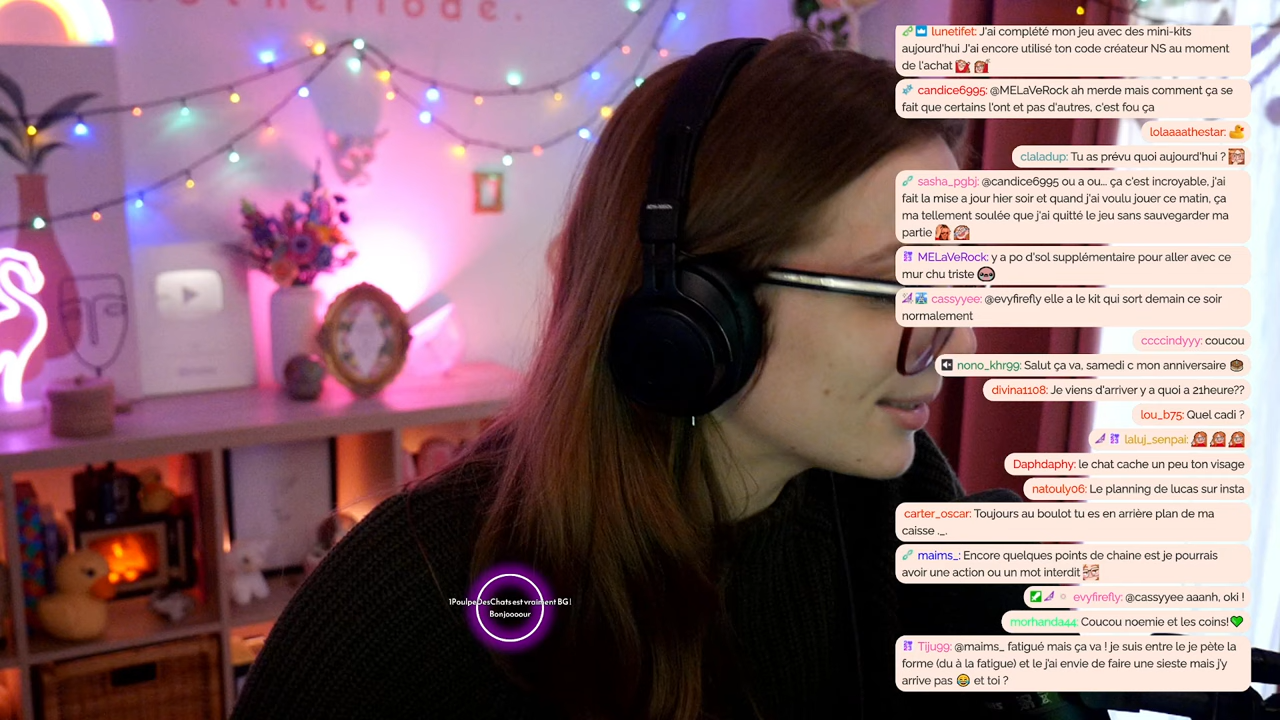 therlode.
lunetifet: J'ai complété mon jeu avec des mini-kits
aujourd'hui J'ai encore utilisé ton code créateur NS au moment
de l'achat
candice6995: @MELaVeRock ah merde mais comment ça se
fait que certains l'ont et pas d'autres, c'est fou ça
lolaaaathestar:
claladup: Tu as prévu quoi aujourd'hui ?
sasha_pgbj: @candice6995 ou a ou... ça c'est incroyable, j'ai
fait la mise a jour hier soir et quand j'ai voulu jouer ce matin, ça
ma tellement soulée que j'ai quitté le jeu sans sauvegarder ma
partie
MELaVeRock: y a po d'sol supplémentaire pour aller avec ce
mur chu triste
cassyyee: @evyfirefly elle a le kit qui sort demain ce soir
normalement
ccccindyyy: coucou
nono_khr99: Salut ça va, samedi c mon anniversaire
divina1108: Je viens d'arriver y a quoi a 21heure??
lou_b75: Quel cadi ?
laluj_senpai:
Daphdaphy: le chat cache un peu ton visage
natouly06: Le planning de lucas sur insta
carter_oscar: Toujours au boulot tu es en arrière plan de ma
caisse ._.
maims_: Encore quelques points de chaine est je pourrais
avoir une action ou un mot interdit
evyfirefly: @cassyyee aaanh, oki !
1PoulpeDesChats est vraiment BG !
Bonjoooour
morhanda44: Coucou noemie et les coins!
Tiju99: @maims_ fatigué mais ça va ! je suis entre le je pète la
forme (du à la fatigue) et le j'ai envie de faire une sieste mais j'y
arrive pas 😂 et toi ?